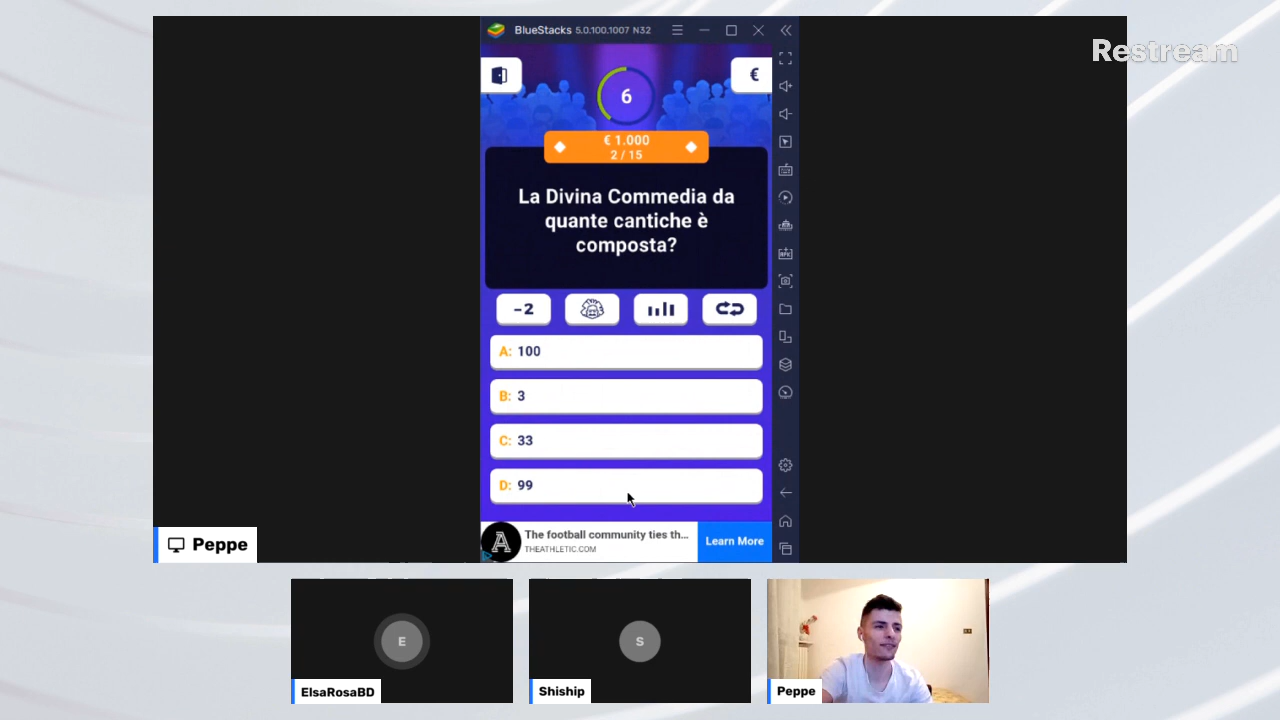 BlueStacks 5.0.100.1007 N32
Restream
€
6
€ 1.000
2 / 15
La Divina Commedia da
quante cantiche è
composta?
-2
A: 100
B: 3
C: 33
D: 99
A
The football community ties th...
THEATHLETIC.COM
Learn More
Peppe
E
ElsaRosaBD
S
Shiship
Peppe